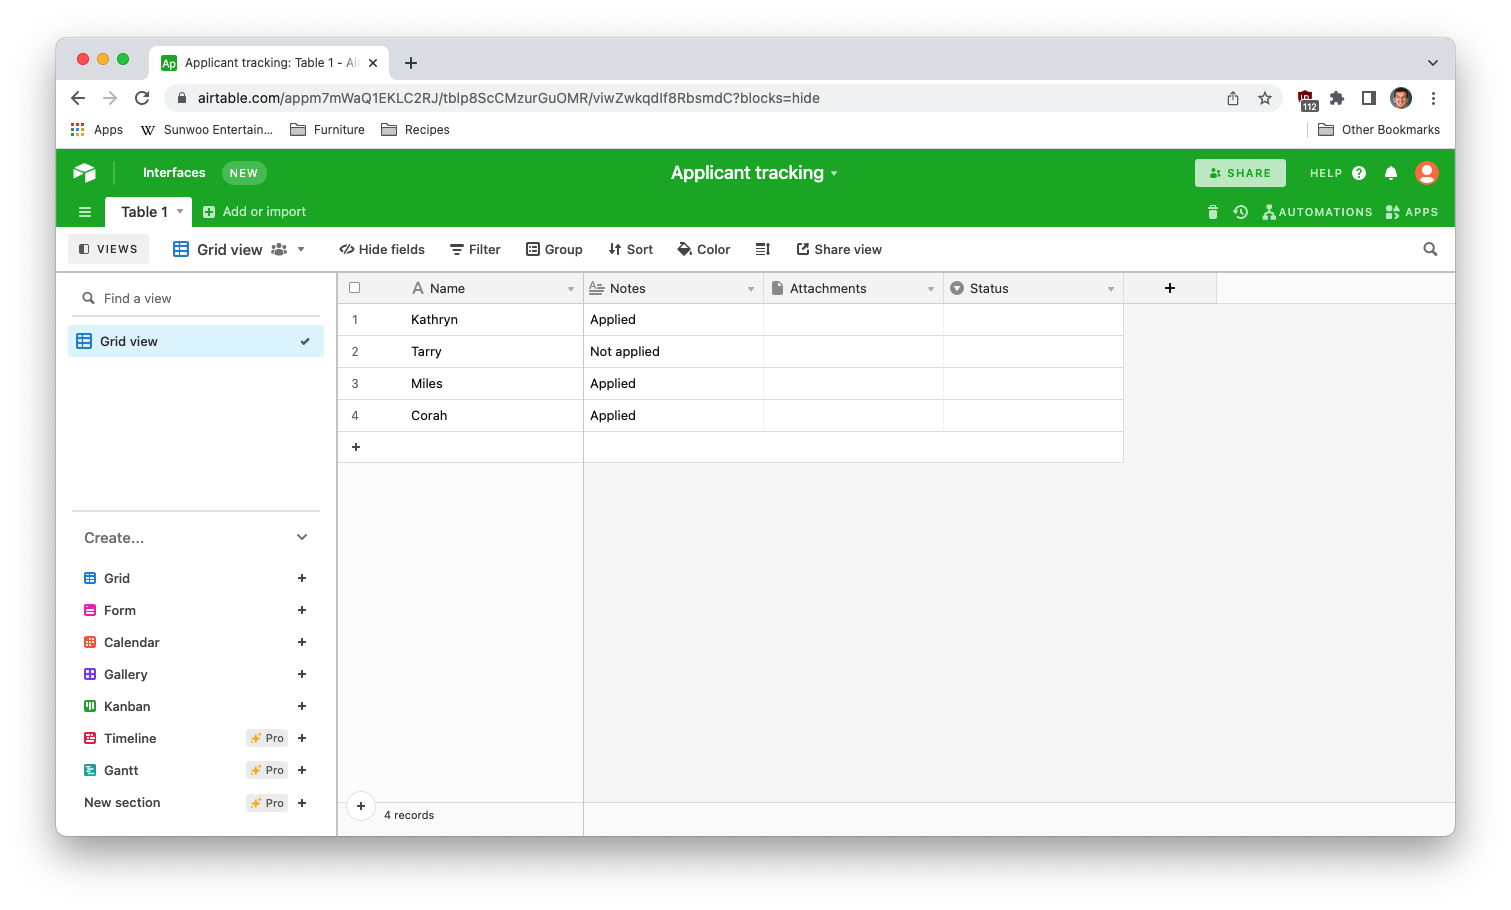 Ap Applicant tracking: Table 1 - Ai
airtable.com/appm7mWaQ1EKLC2RJ/tblp8ScCMzurGuOMR/viwZwkqdIf8RbsmdC?blocks=hide
112
Apps W Sunwoo Entertain... Furniture Recipes Other Bookmarks
Interfaces NEW Applicant tracking SHARE HELP ?
Table 1 Add or import AUTOMATIONS APPS
VIEWS Grid view Hide fields Filter Group Sort Color Share view
Find a view
Grid view
Name Notes Attachments Status +
1 Kathryn Applied
2 Tarry Not applied
3 Miles Applied
4 Corah Applied
+
Create...
Grid +
Form +
Calendar +
Gallery +
Kanban +
Timeline Pro +
Gantt Pro +
New section Pro +
+ 4 records